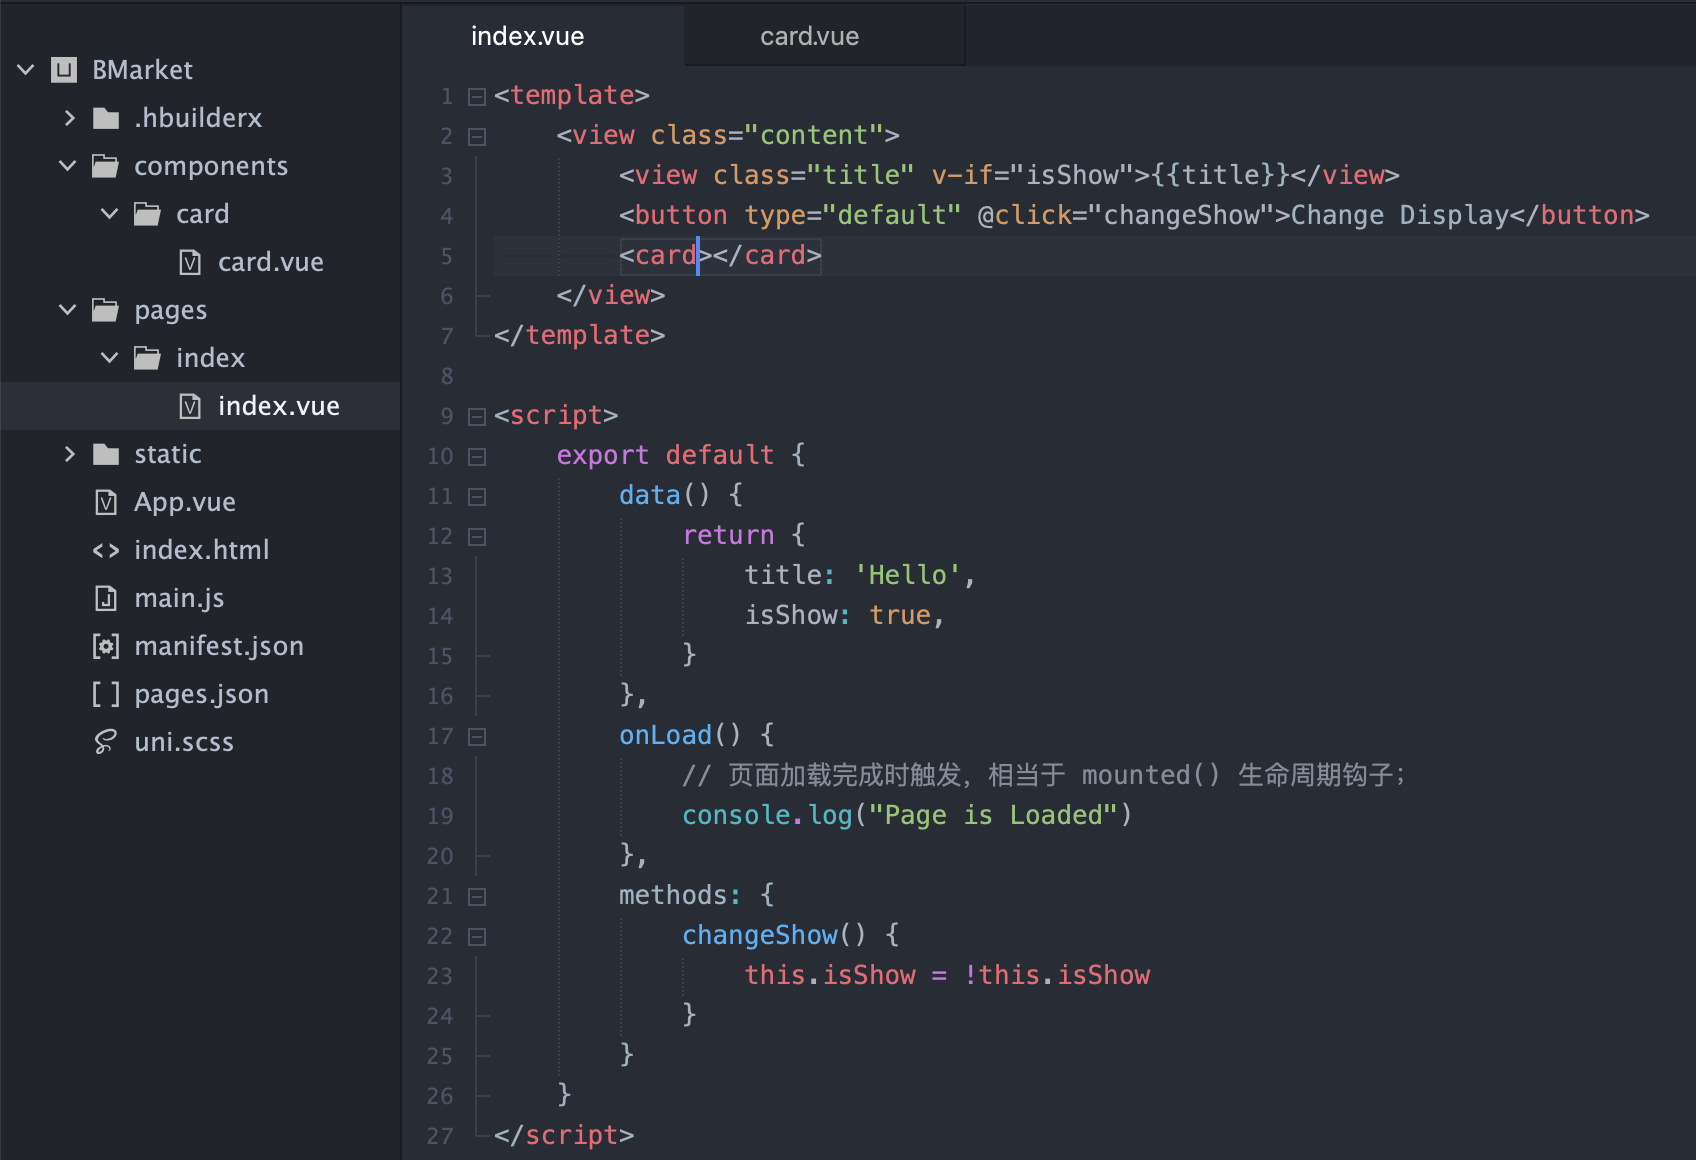 BMarket
.hbuilderx
components
card
card.vue
pages
index
index.vue
static
App.vue
index.html
main.js
manifest.json
pages.json
uni.scss
index.vue card.vue
1 <template>
2 <view class="content">
3 <view class="title" v-if="isShow">{{title}}</view>
4 <button type="default" @click="changeShow">Change Display</button>
5 <card></card>
6 </view>
7 </template>
8
9 <script>
10 export default {
11 data() {
12 return {
13 title: 'Hello',
14 isShow: true,
15 }
16 },
17 onLoad() {
18 // 页面加载完成时触发，相当于 mounted() 生命周期钩子；
19 console.log("Page is Loaded")
20 },
21 methods: {
22 changeShow() {
23 this.isShow = !this.isShow
24 }
25 }
26 }
27 </script>